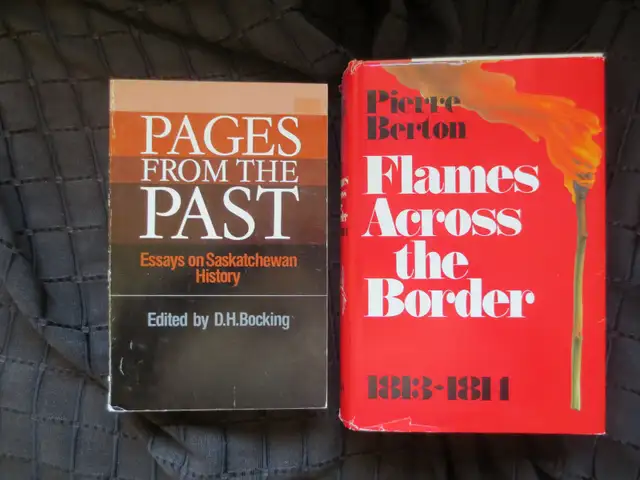 PAGES
FROM THE
PAST
Essays on Saskatchewan
History
Edited by D.H.Bocking
Pierre
Berton
Flames
Across
the
Border
1813-1814